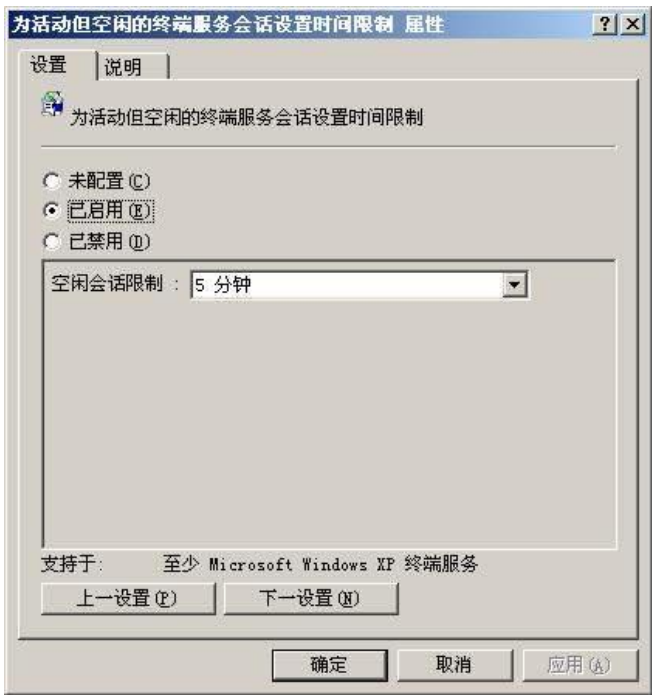 为活动但空闲的终端服务会话设置时间限制 属性
设置 说明
为活动但空闲的终端服务会话设置时间限制
未配置(C)
已启用(E)
已禁用(D)
空闲会话限制 : 5 分钟
支持于: 至少 Microsoft Windows XP 终端服务
上一设置(P) 下一设置(N)
确定 取消 应用(A)